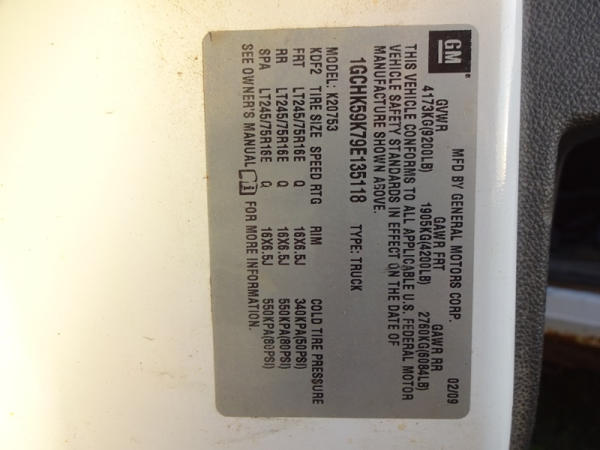 GM MFD BY GENERAL MOTORS CORP. 02/09
GVWR GAWR FRT GAWR RR
4173KG(9200LB) 1905KG(4200LB) 2760KG(6084LB)
THIS VEHICLE CONFORMS TO ALL APPLICABLE U.S. FEDERAL MOTOR
VEHICLE SAFETY STANDARDS IN EFFECT ON THE DATE OF
MANUFACTURE SHOWN ABOVE.
1GCHK59K79E135118 TYPE: TRUCK
MODEL: K20753
KDF2 TIRE SIZE SPEED RTG RIM COLD TIRE PRESSURE
FRT LT245/75R16E Q 16X6.5J 340KPA(50PSI)
RR LT245/75R16E Q 16X6.5J 550KPA(80PSI)
SPA LT245/75R16E Q 16X6.5J 550KPA(80PSI)
SEE OWNER'S MANUAL FOR MORE INFORMATION.